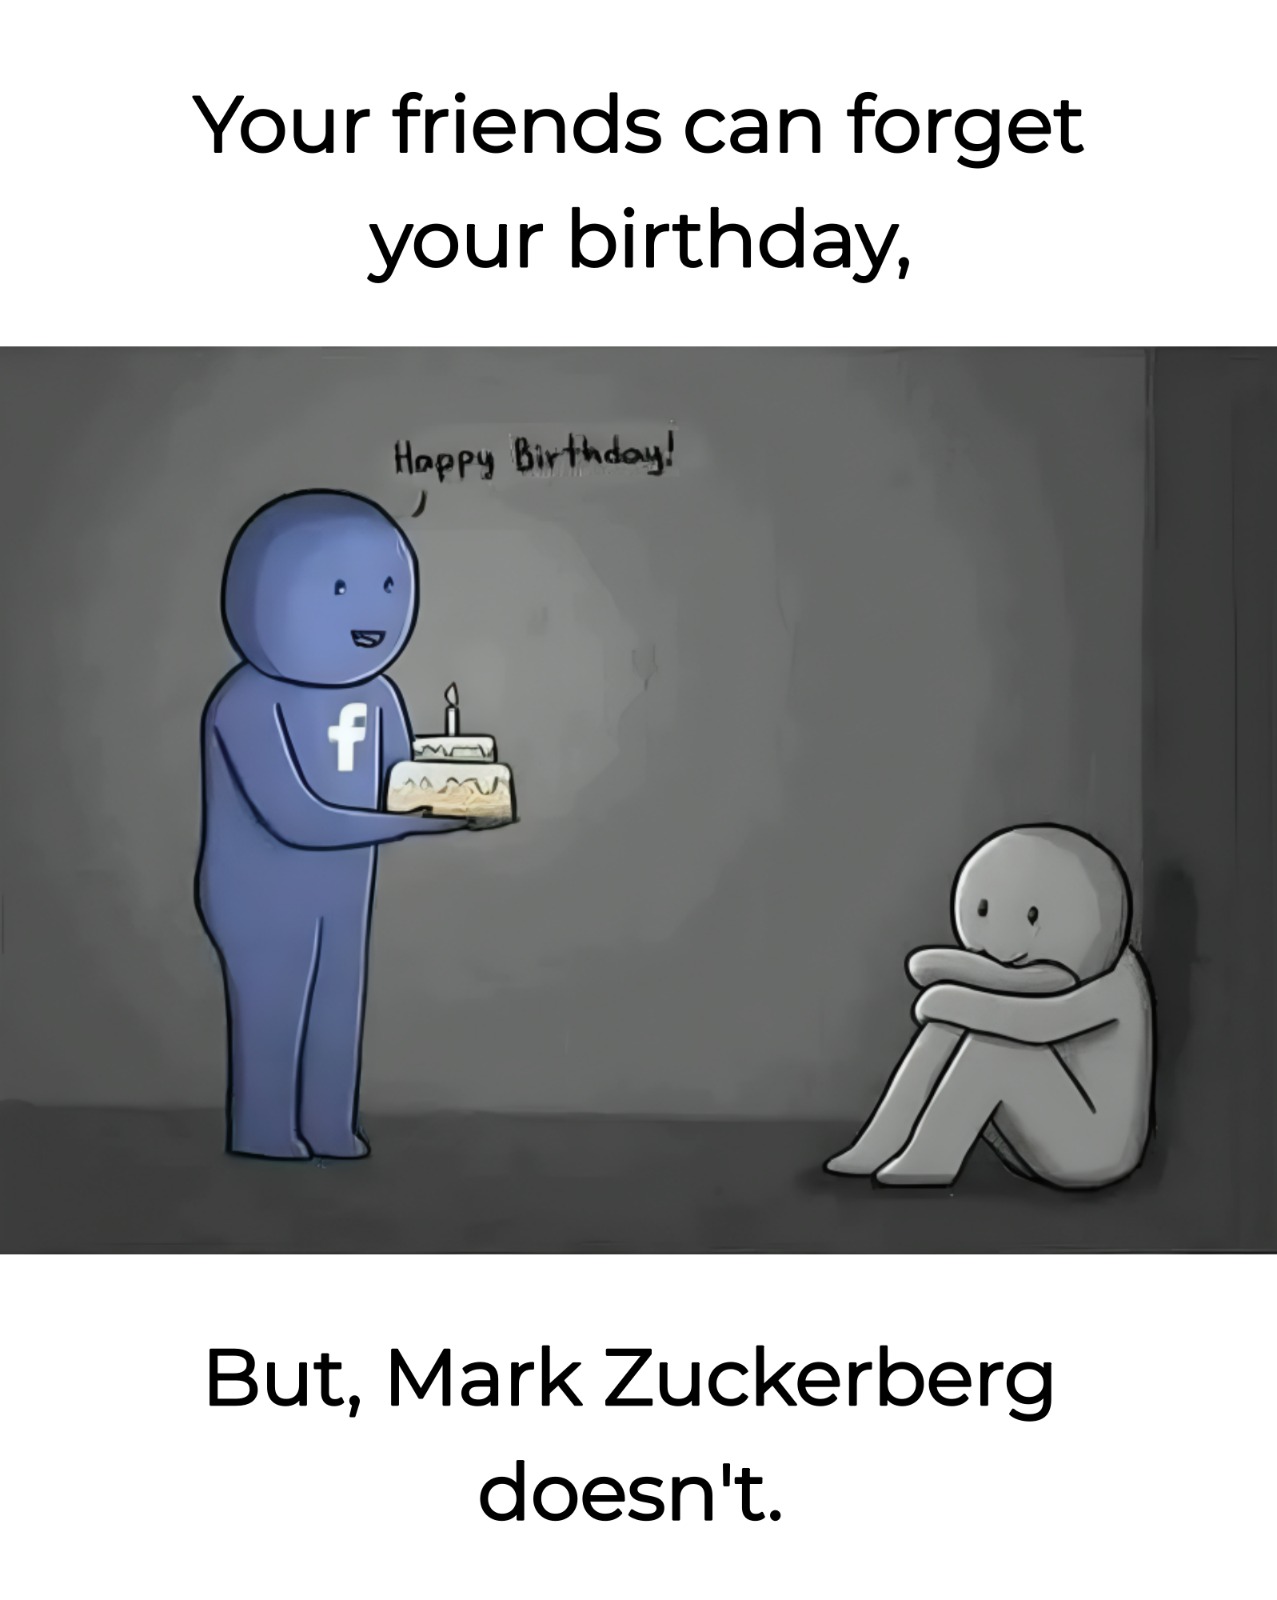 Your friends can forget
your birthday,
Happy Birthday!
f
But, Mark Zuckerberg
doesn't.